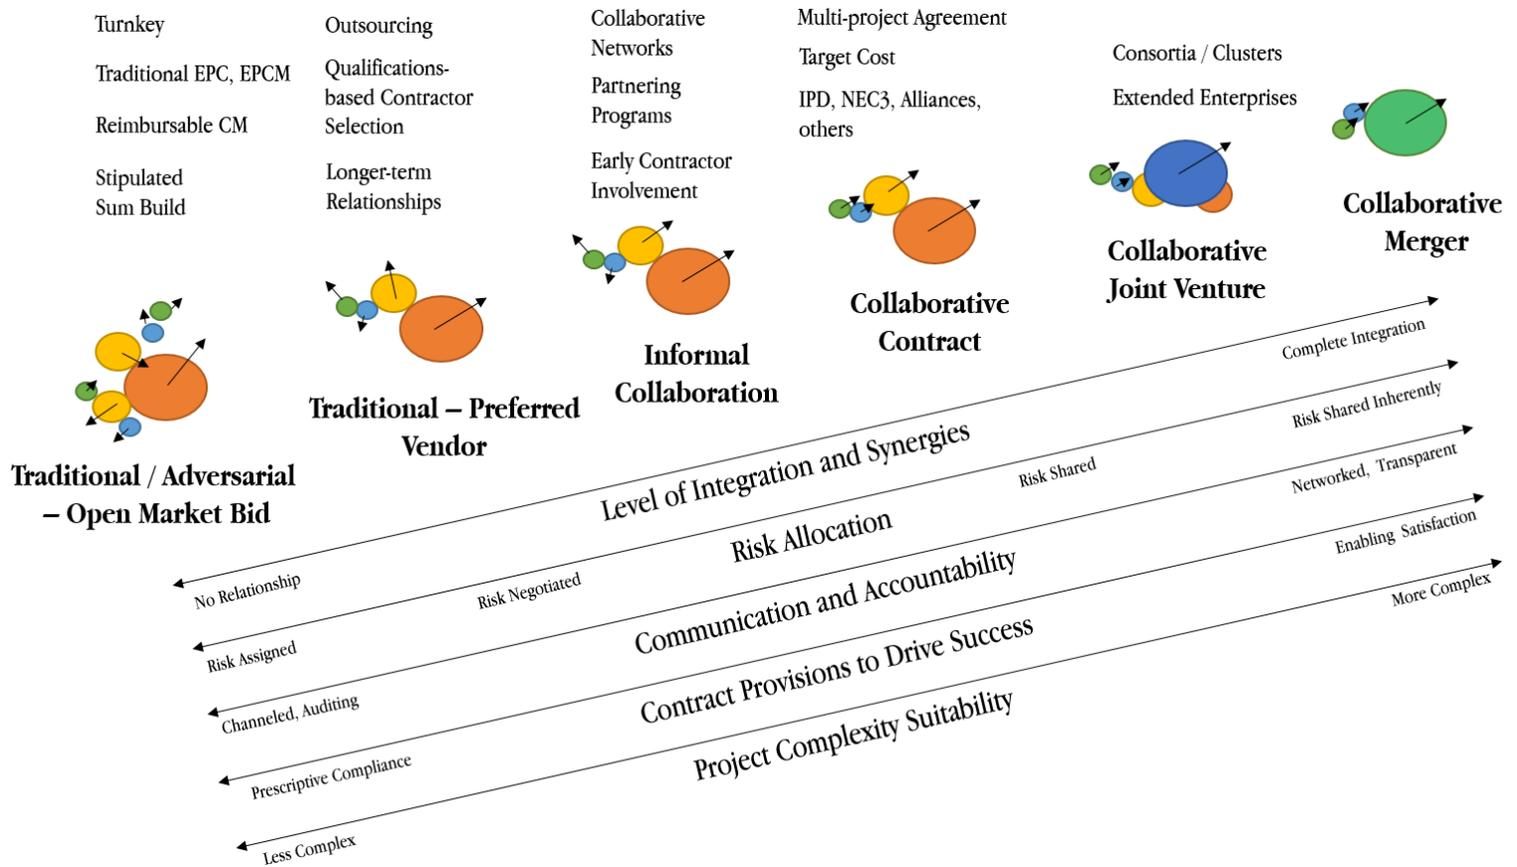 Turnkey
Traditional EPC, EPCM
Reimbursable CM
Stipulated
Sum Build
Traditional / Adversarial
– Open Market Bid
Outsourcing
Qualifications-
based Contractor
Selection
Longer-term
Relationships
Traditional – Preferred
Vendor
Collaborative
Networks
Partnering
Programs
Early Contractor
Involvement
Informal
Collaboration
Multi-project Agreement
Target Cost
IPD, NEC3, Alliances,
others
Collaborative
Contract
Consortia / Clusters
Extended Enterprises
Collaborative
Joint Venture
Collaborative
Merger
No Relationship
Level of Integration and Synergies
Complete Integration
Risk Assigned
Risk Negotiated
Risk Allocation
Risk Shared
Risk Shared Inherently
Channeled, Auditing
Communication and Accountability
Networked, Transparent
Prescriptive Compliance
Contract Provisions to Drive Success
Enabling Satisfaction
Less Complex
Project Complexity Suitability
More Complex